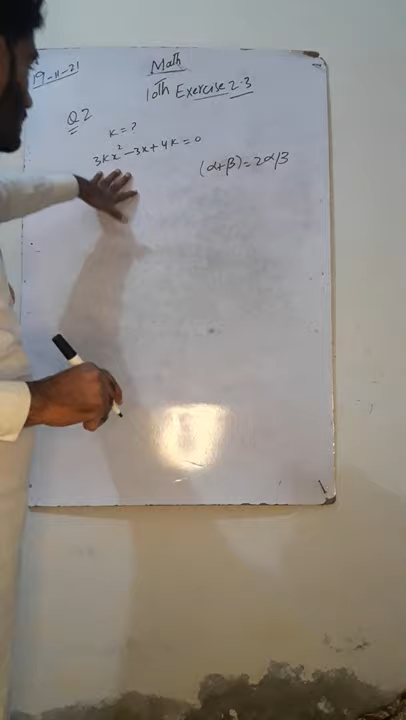 19-11-21
Math
10th Exercise 2.3
Q2
K = ?
3Kx² - 3x + 4K = 0
(α+β) = 2αβ